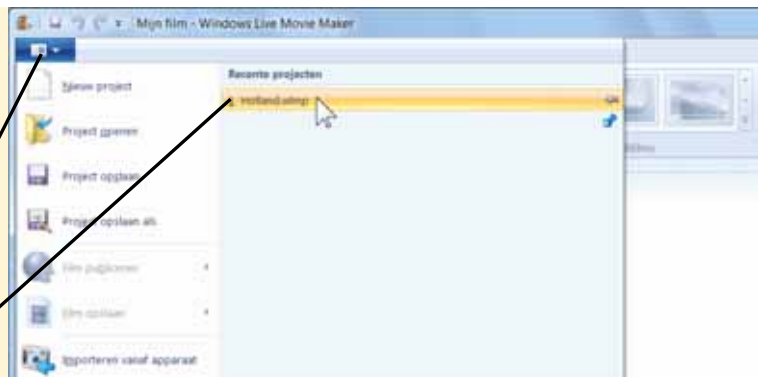 Mijn film - Windows Live Movie Maker
Recente projecten
Nieuw project
1 Holland.wlmp
Project openen
Project opslaan
Project opslaan als
Film publiceren
Film opslaan
Importeren vanaf apparaat